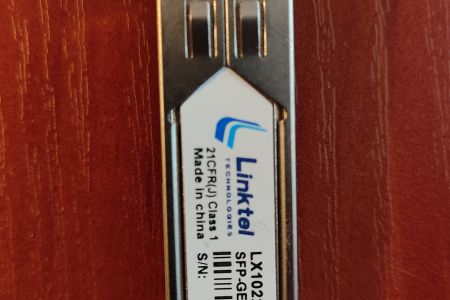 Linktel
TECHNOLOGIES
21CFR(J) Class 1
Made in china
S/N: